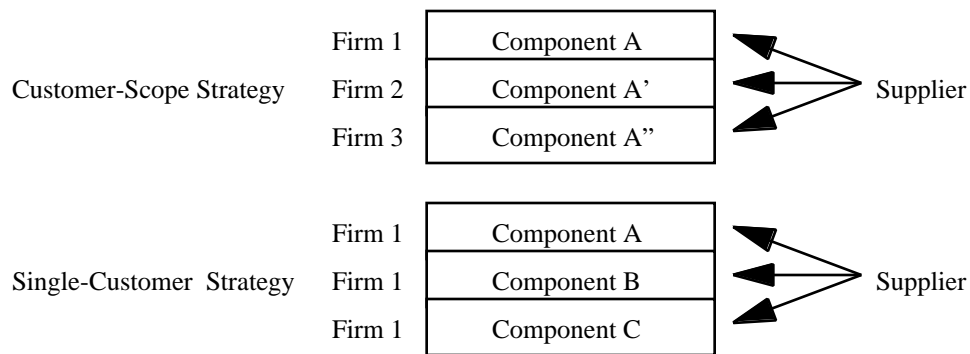 Firm 1 Component A
Customer-Scope Strategy Firm 2 Component A’ Supplier
Firm 3 Component A”
Firm 1 Component A
Single-Customer Strategy Firm 1 Component B Supplier
Firm 1 Component C